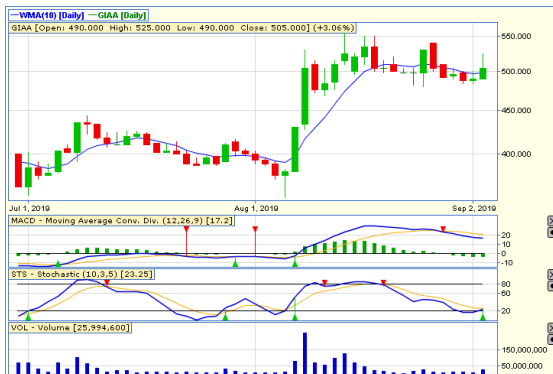 WMA(10) [Daily] GIAA [Daily]
GIAA [Open: 490.000 High: 525.000 Low: 490.000 Close: 505.000] (+3.06%)
550.000
500.000
450.000
400.000
Jul 1, 2019 Aug 1, 2019 Sep 2, 2019
MACD - Moving Average Conv. Div. (12,26,9) [17.2]
20
10
0
-10
STS - Stochastic (10,3,5) [23.25]
80
20
VOL - Volume [25,994,600]
150,000,000
50,000,000